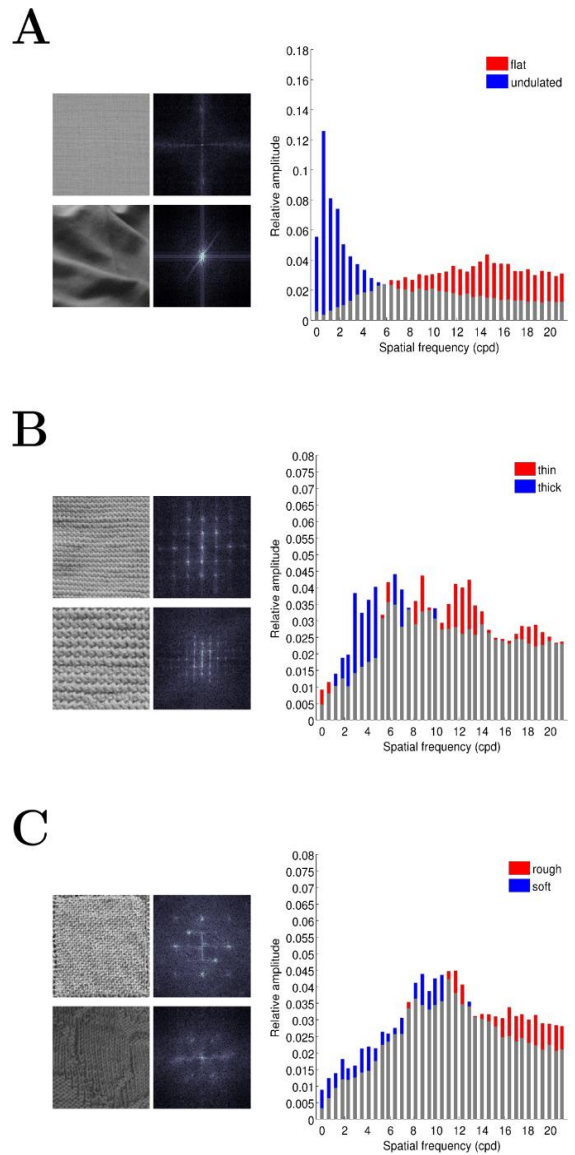 A
flat
undulated
0.18
0.16
0.14
0.12
0.1
0.08
0.06
0.04
0.02
0
0 2 4 6 8 10 12 14 16 18 20
Relative amplitude
Spatial frequency (cpd)
B
thin
thick
0.08
0.075
0.07
0.065
0.06
0.055
0.05
0.045
0.04
0.035
0.03
0.025
0.02
0.015
0.01
0.005
0 2 4 6 8 10 12 14 16 18 20
Relative amplitude
Spatial frequency (cpd)
C
rough
soft
0.08
0.075
0.07
0.065
0.06
0.055
0.05
0.045
0.04
0.035
0.03
0.025
0.02
0.015
0.01
0.005
0 2 4 6 8 10 12 14 16 18 20
Relative amplitude
Spatial frequency (cpd)